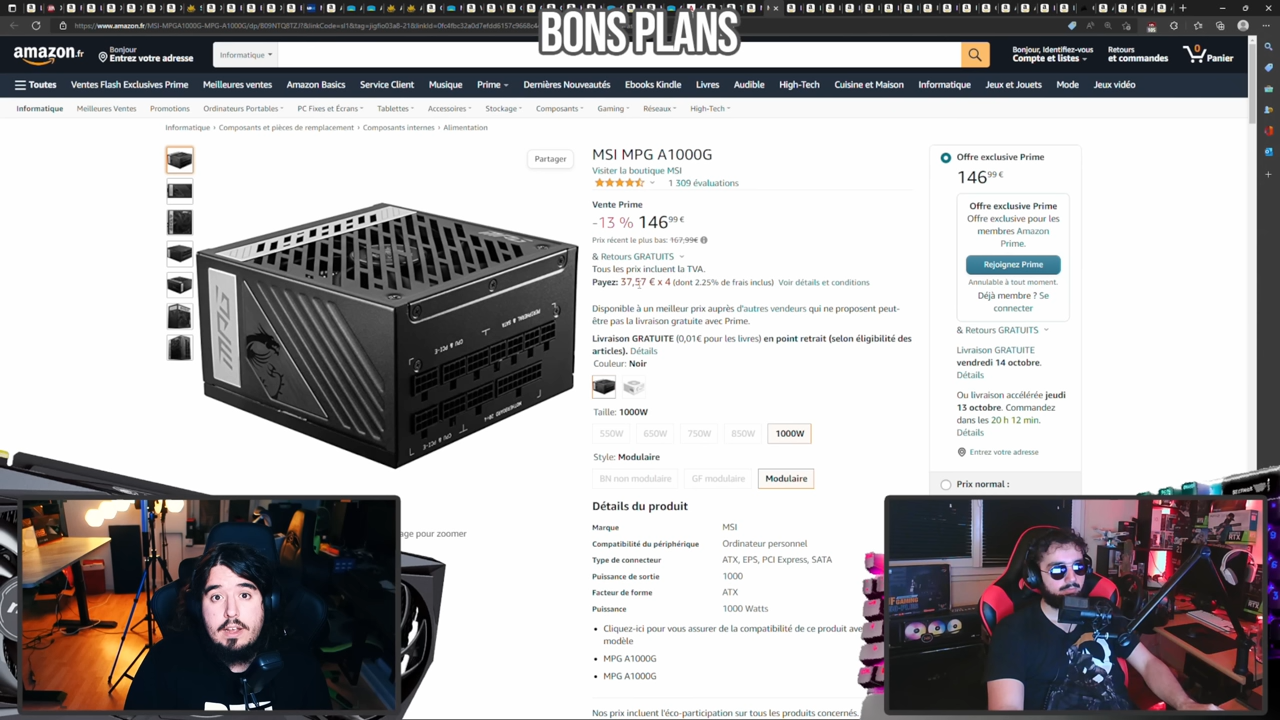 BONS PLANS
https://www.amazon.fr/MSI-MPGA1000G-MPG-A1000G/dp/B09NTQ8TZJ
amazon.fr
Bonjour
Entrez votre adresse
Informatique
Bonjour, Identifiez-vous
Compte et listes
Retours
et commandes
0
Panier
Toutes
Ventes Flash Exclusives Prime
Meilleures ventes
Amazon Basics
Service Client
Musique
Prime
Dernières Nouveautés
Ebooks Kindle
Livres
Audible
High-Tech
Cuisine et Maison
Informatique
Jeux et Jouets
Mode
Jeux vidéo
Informatique
Meilleures Ventes
Promotions
Ordinateurs Portables
PC Fixes et Écrans
Tablettes
Accessoires
Stockage
Composants
Gaming
Réseaux
High-Tech
Informatique › Composants et pièces de remplacement › Composants internes › Alimentation
Partager
MSI MPG A1000G
Visiter la boutique MSI
1 309 évaluations
Vente Prime
-13 % 146,99 €
Prix récent le plus bas: 167,99€
& Retours GRATUITS
Tous les prix incluent la TVA.
Payez: 37,57 € x 4 (dont 2.25% de frais inclus) Voir détails et conditions
Disponible à un meilleur prix auprès d'autres vendeurs qui ne proposent peut-
être pas la livraison gratuite avec Prime.
Livraison GRATUITE (0,01€ pour les livres) en point retrait (selon éligibilité des
articles). Détails
Couleur: Noir
Taille: 1000W
550W
650W
750W
850W
1000W
Style: Modulaire
BN non modulaire
GF modulaire
Modulaire
Détails du produit
Marque MSI
Compatibilité du périphérique Ordinateur personnel
Type de connecteur ATX, EPS, PCI Express, SATA
Puissance de sortie 1000
Facteur de forme ATX
Puissance 1000 Watts
Cliquez-ici pour vous assurer de la compatibilité de ce produit ave
modèle
MPG A1000G
MPG A1000G
Nos prix incluent l'éco-participation sur tous les produits concernés.
age pour zoomer
MPG
Offre exclusive Prime
146,99 €
Offre exclusive Prime
Offre exclusive pour les
membres Amazon
Prime.
Rejoignez Prime
Annulable à tout moment.
Déjà membre ? Se
connecter
& Retours GRATUITS
Livraison GRATUITE
vendredi 14 octobre.
Détails
Ou livraison accélérée jeudi
13 octobre. Commandez
dans les 20 h 12 min.
Détails
Entrez votre adresse
Prix normal :